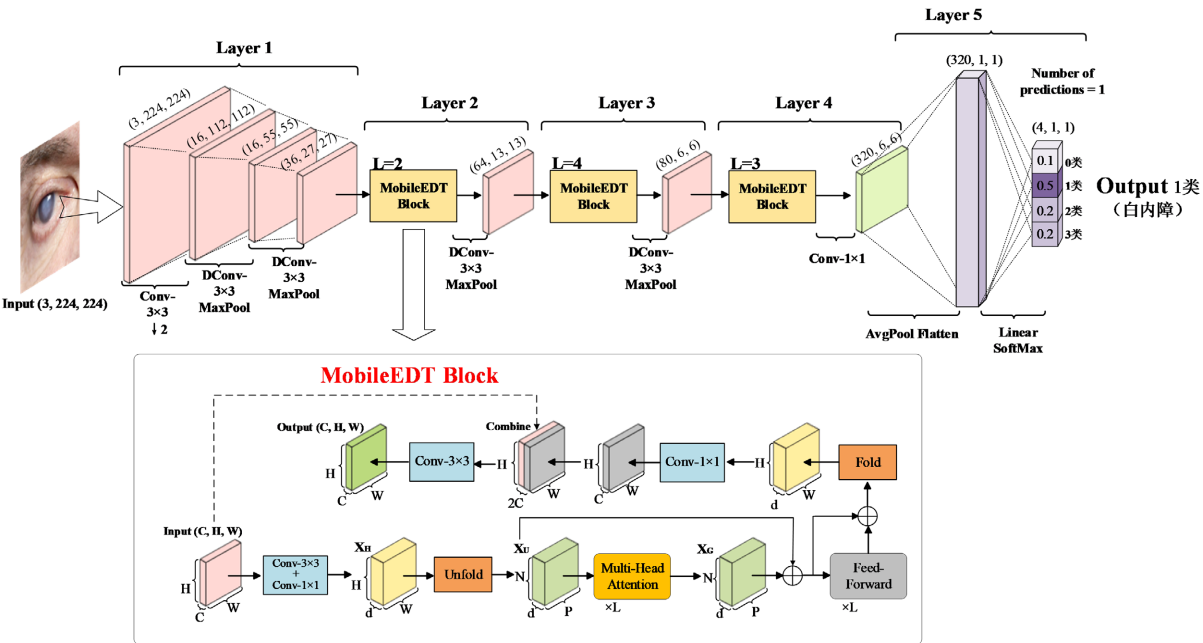 Layer 5
Layer 1
(320, 1, 1)
Number of
predictions = 1
(3, 224, 224)
Layer 2
Layer 3
Layer 4
(16, 112, 112)
(16, 55, 55)
(36, 27, 27)
(64, 13, 13)
(80, 6, 6)
(320, 6, 6)
(4, 1, 1)
L=2
L=4
L=3
MobileEDT
Block
MobileEDT
Block
MobileEDT
Block
0.1 0类
0.5 1类
0.2 2类
0.2 3类
Output 1类
(白内障)
Input (3, 224, 224)
Conv-
3×3
↓2
DConv-
3×3
MaxPool
DConv-
3×3
MaxPool
DConv-
3×3
MaxPool
DConv-
3×3
MaxPool
Conv-1×1
AvgPool Flatten
Linear
SoftMax
MobileEDT Block
Output (C, H, W)
H
C
W
Conv-3×3
Combine
H
2C
W
H
C
W
Conv-1×1
H
d
W
Fold
Input (C, H, W)
H
C
W
Conv-3×3
+
Conv-1×1
XH
H
d
W
Unfold
XU
N
d
P
Multi-Head
Attention
×L
XG
N
d
P
Feed-
Forward
×L